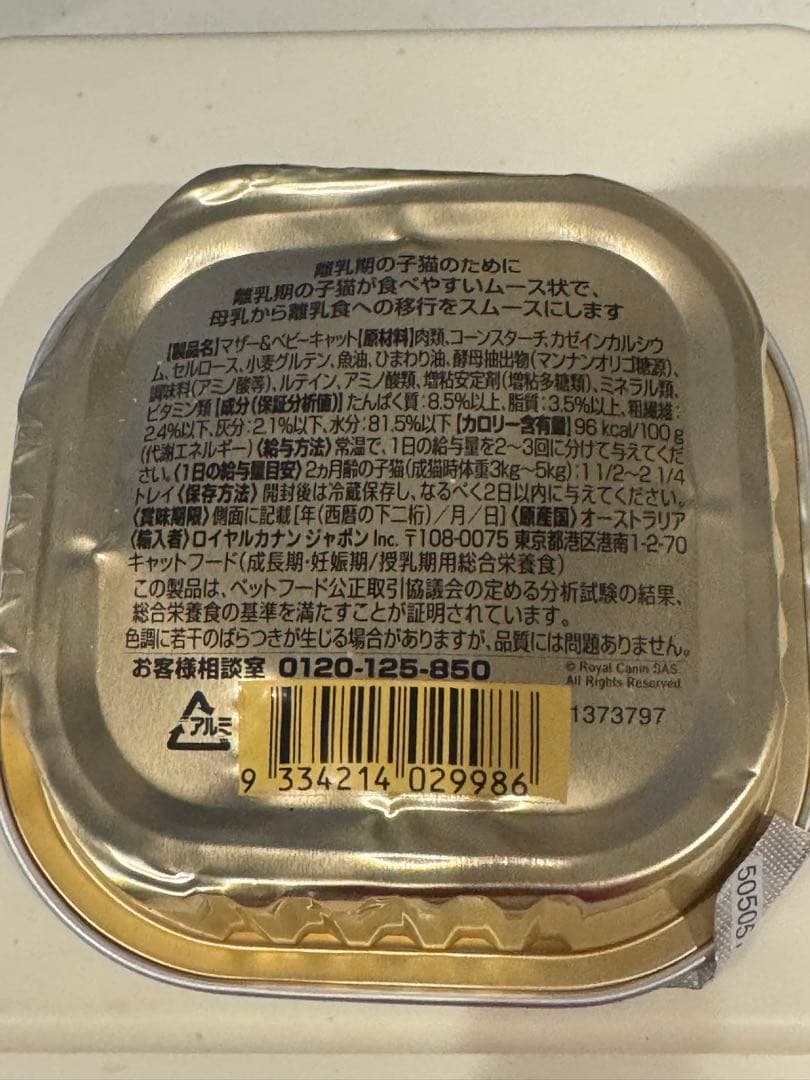 離乳期の子猫のために
離乳期の子猫が食べやすいムース状で、
母乳から離乳食への移行をスムースにします
【製品名】マザー&ベビーキャット【原材料】肉類、コーンスターチ、カゼインカルシウ
ム、セルロース、小麦グルテン、魚油、ひまわり油、酵母抽出物(マンナンオリゴ糖源)、
調味料(アミノ酸等)、ルテイン、アミノ酸類、増粘安定剤(増粘多糖類)、ミネラル類、
ビタミン類【成分(保証分析値)】たんぱく質:8.5%以上、脂質:3.5%以上、粗繊維:
2.4%以下、灰分:2.1%以下、水分:81.5%以下【カロリー含有量】96 kcal/100 g
(代謝エネルギー)〈給与方法〉常温で、1日の給与量を2〜3回に分けて与えてくだ
さい。〈1日の給与量目安〉2ヵ月齢の子猫(成猫時体重3kg〜5kg):1 1/2〜2 1/4
トレイ〈保存方法〉開封後は冷蔵保存し、なるべく2日以内に与えてください。
〈賞味期限〉側面に記載[年(西暦の下二桁)/月/日]〈原産国〉オーストラリア
〈輸入者〉ロイヤルカナン ジャポン Inc. 〒108-0075 東京都港区港南1-2-70
キャットフード(成長期・妊娠期/授乳期用総合栄養食)
この製品は、ペットフード公正取引協議会の定める分析試験の結果、
総合栄養食の基準を満たすことが証明されています。
色調に若干のばらつきが生じる場合がありますが、品質には問題ありません。
お客様相談室 0120-125-850
© Royal Canin SAS.
All Rights Reserved.
アルミ
1373797
9 334214 029986
50505